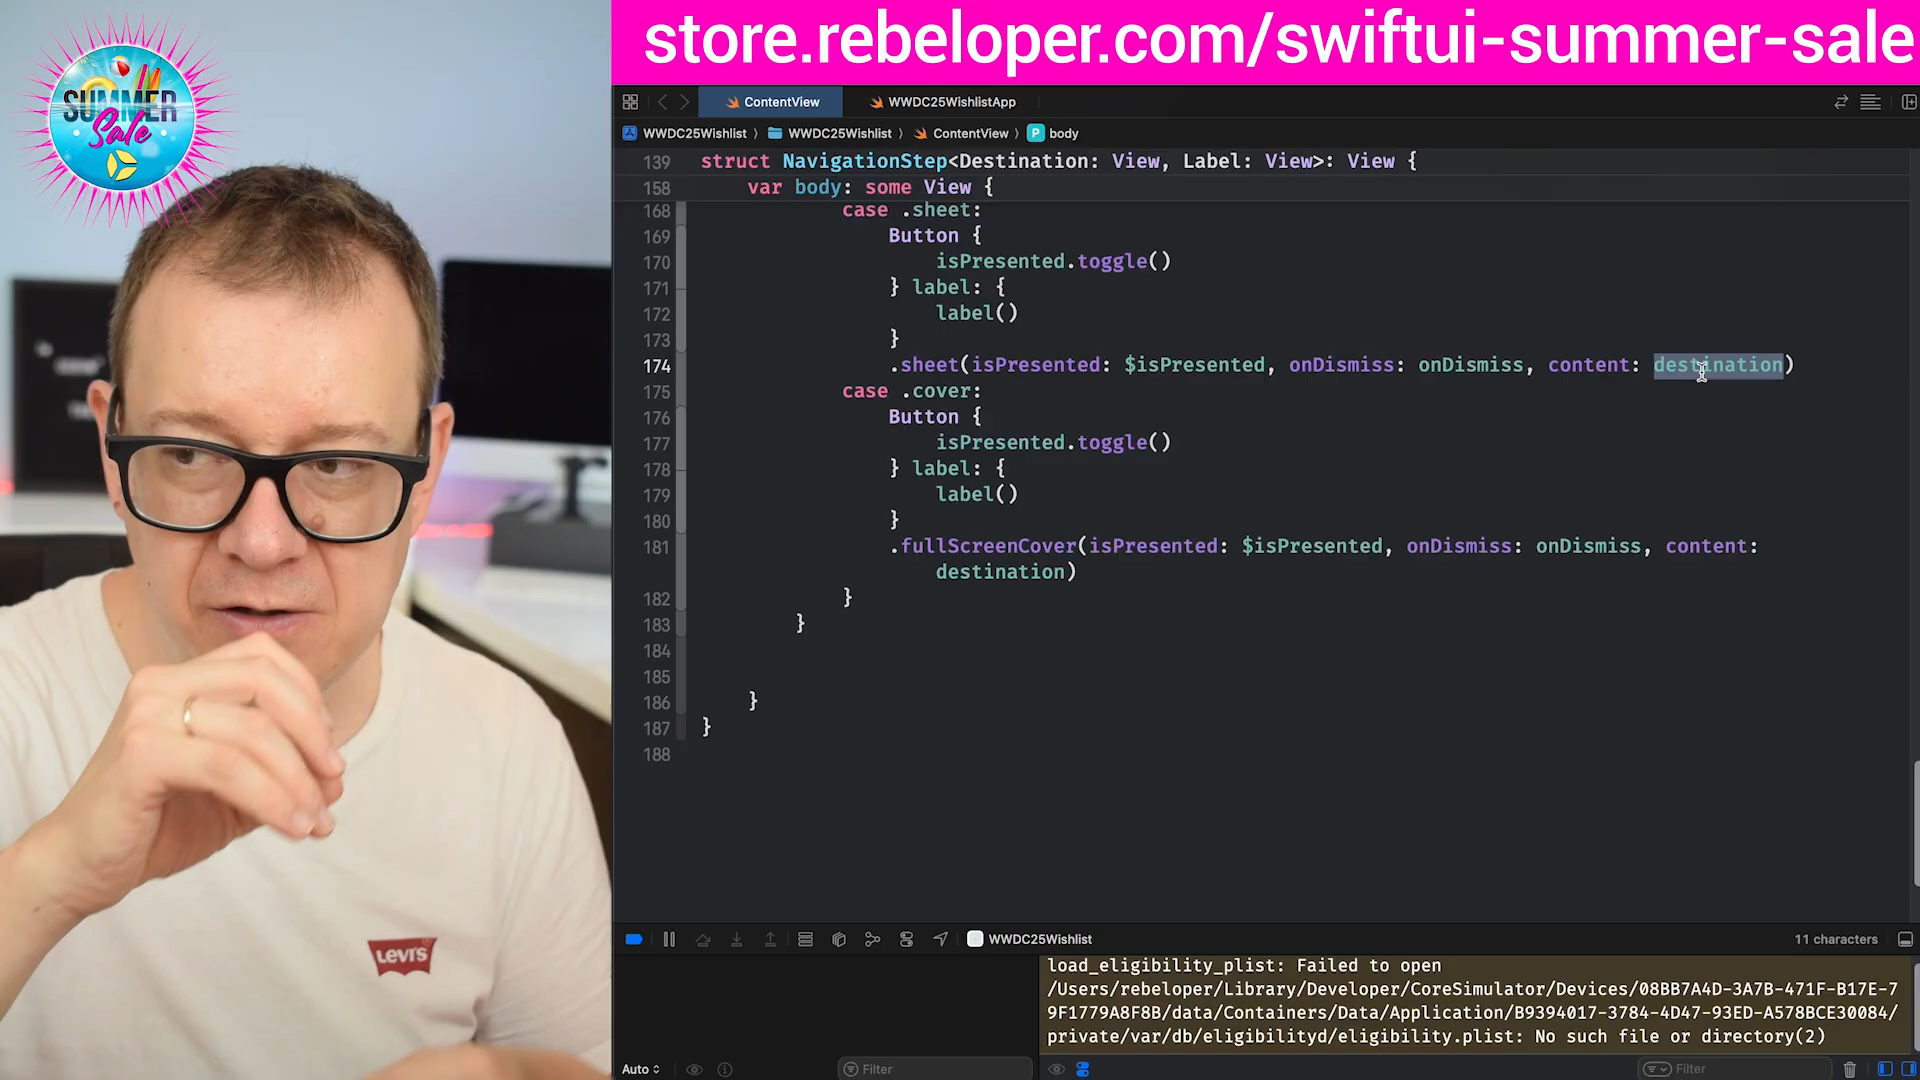 SUMMER
Sale
LEVI'S
store.rebeloper.com/swiftui-summer-sale
ContentView
WWDC25WishlistApp
WWDC25Wishlist
WWDC25Wishlist
ContentView
P
body
139 struct NavigationStep<Destination: View, Label: View>: View {
158 var body: some View {
168 case .sheet:
169 Button {
170 isPresented.toggle()
171 } label: {
172 label()
173 }
174 .sheet(isPresented: $isPresented, onDismiss: onDismiss, content: destination)
175 case .cover:
176 Button {
177 isPresented.toggle()
178 } label: {
179 label()
180 }
181 .fullScreenCover(isPresented: $isPresented, onDismiss: onDismiss, content:
destination)
182 }
183 }
184
185
186 }
187 }
188
WWDC25Wishlist
11 characters
load_eligibility_plist: Failed to open
/Users/rebeloper/Library/Developer/CoreSimulator/Devices/08BB7A4D-3A7B-471F-B17E-7
9F1779A8F8B/data/Containers/Data/Application/B9394017-3784-4D47-93ED-A578BCE30084/
private/var/db/eligibilityd/eligibility.plist: No such file or directory(2)
Auto
Filter
Filter